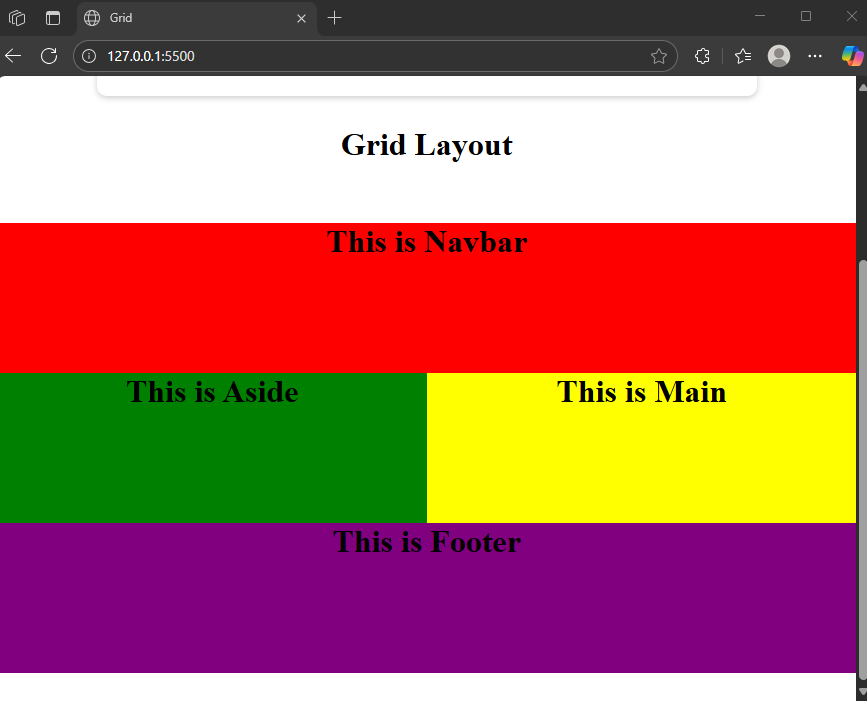 Grid
127.0.0.1:5500
Grid Layout
This is Navbar
This is Aside
This is Main
This is Footer